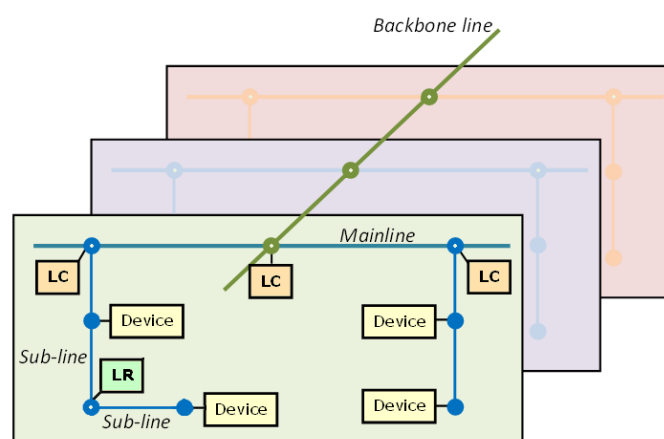 Backbone line
Mainline
LC
LC
LC
Device
Device
Sub-line
LR
Device
Device
Sub-line